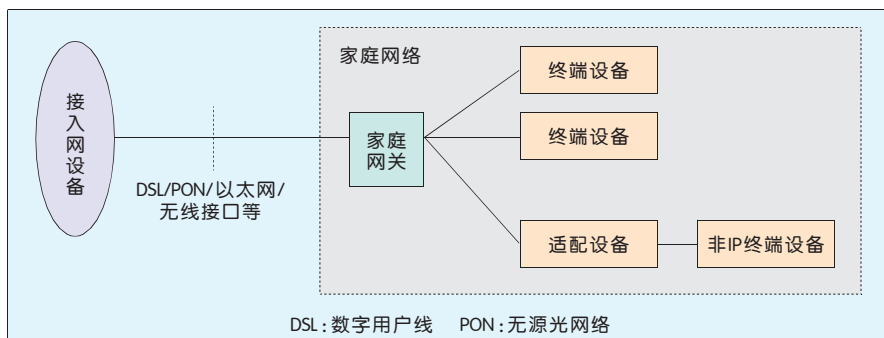 家庭网络
终端设备
接入网设备
家庭
网关
终端设备
DSL/PON/以太网/
无线接口等
适配设备
非IP终端设备
DSL:数字用户线 PON:无源光网络